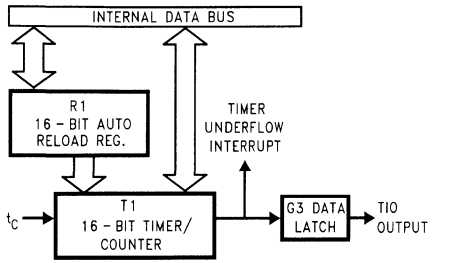 INTERNAL DATA BUS
R1
16-BIT AUTO
RELOAD REG.
TIMER
UNDERFLOW
INTERRUPT
T1
16-BIT TIMER/
COUNTER
tC
G3 DATA
LATCH
TIO
OUTPUT